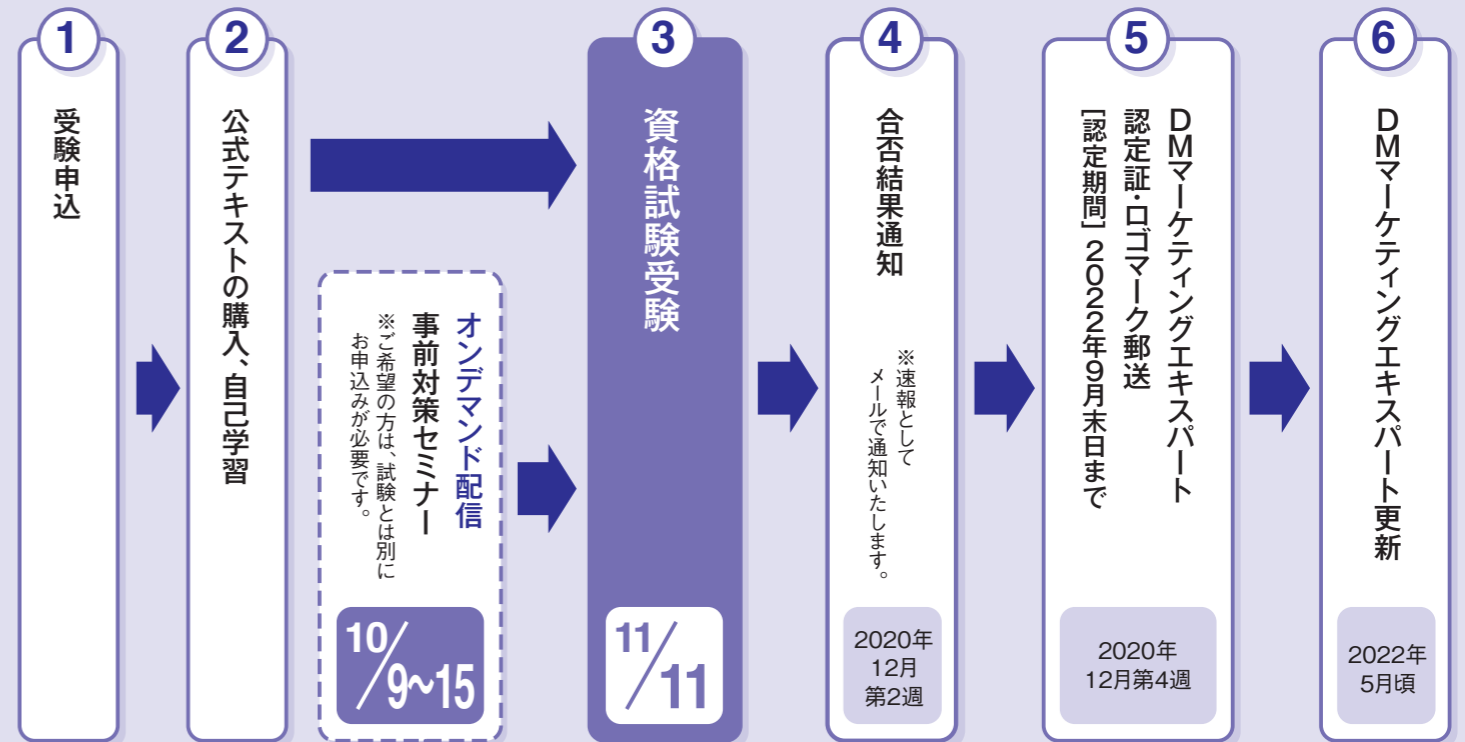 1
受験申込
2
公式テキストの購入、自己学習
オンデマンド配信
事前対策セミナー
※ご希望の方は、試験とは別に
お申込みが必要です。
10/9~15
3
資格試験受験
11/11
4
合否結果通知
※速報として
メールで通知いたします。
2020年
12月
第2週
5
DMマーケティングエキスパート
認定証・ロゴマーク郵送
[認定期間] 2022年9月末日まで
2020年
12月第4週
6
DMマーケティングエキスパート更新
2022年
5月頃